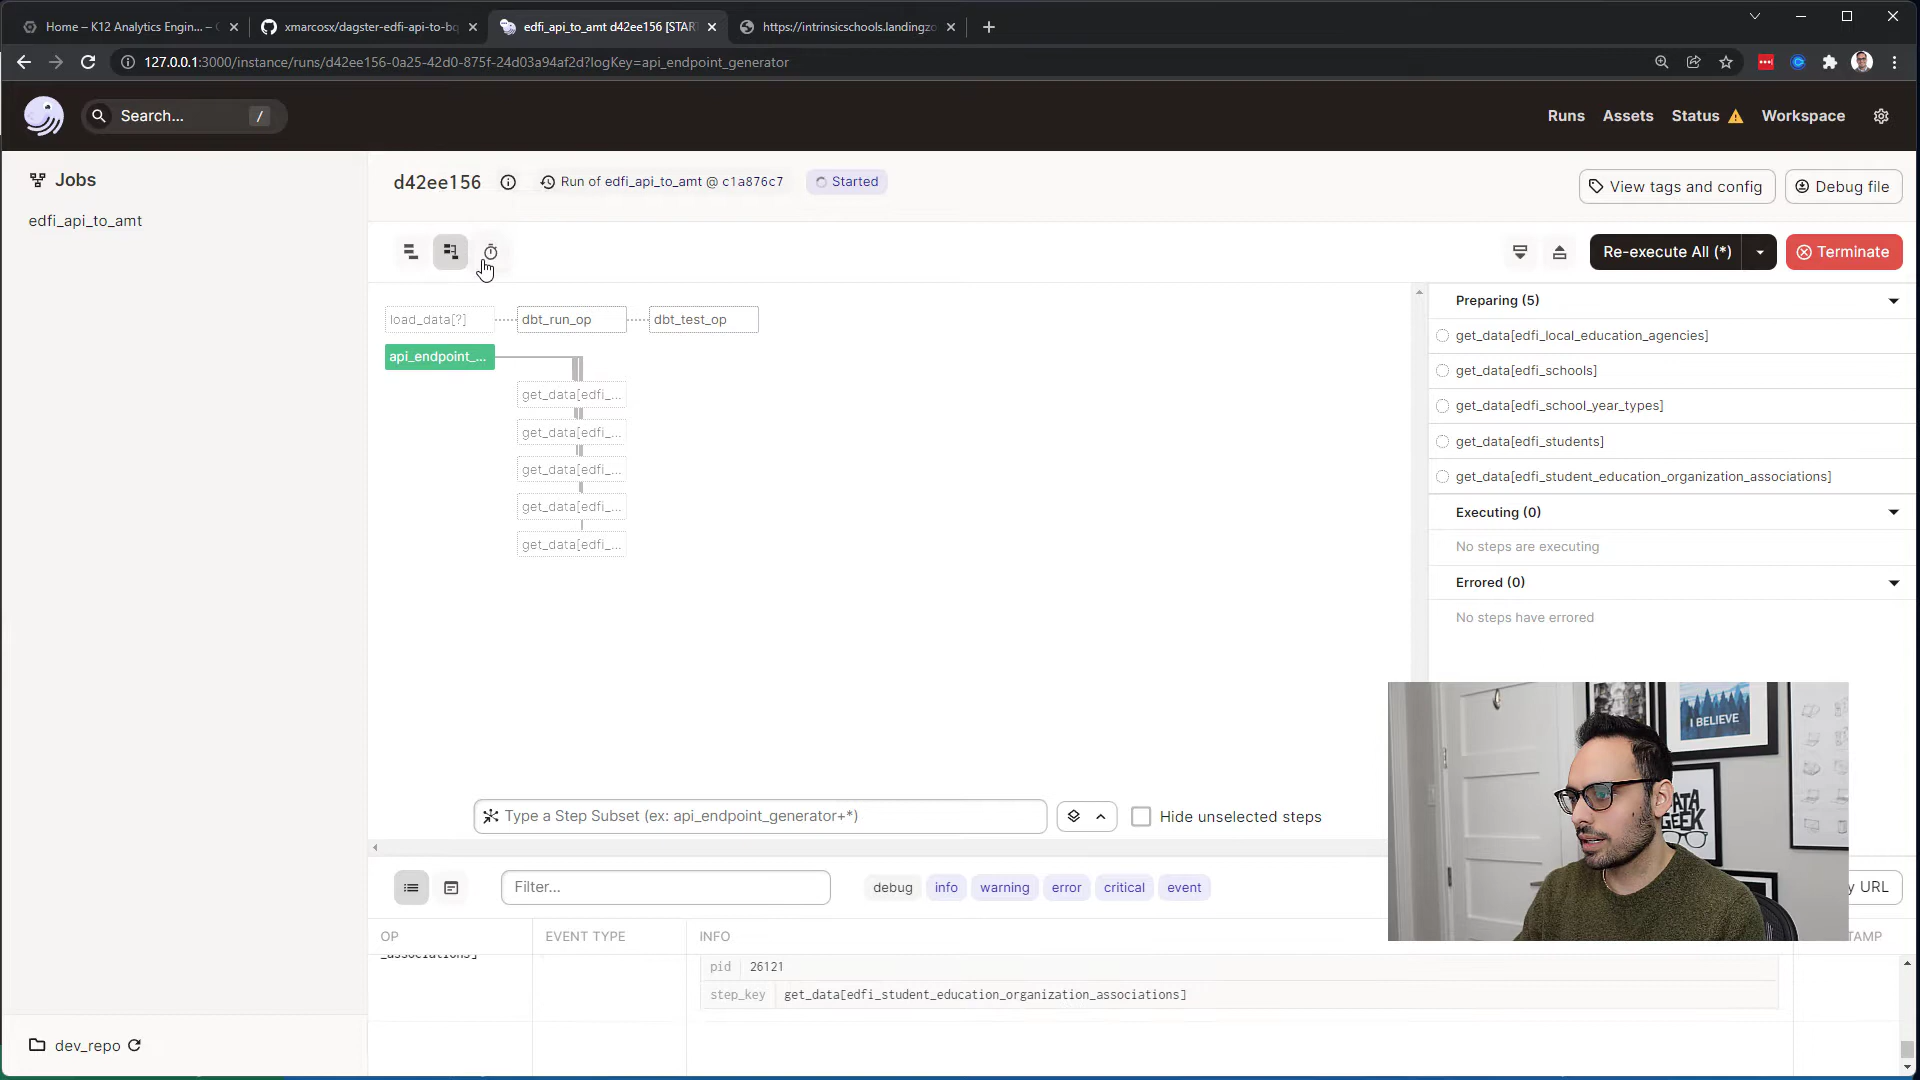 Home – K12 Analytics Engin... – G
xmarcosx/dagster-edfi-api-to-bq
edfi_api_to_amt d42ee156 [STAR
https://intrinsicschools.landingzo
127.0.0.1:3000/instance/runs/d42ee156-0a25-42d0-875f-24d03a94af2d?logKey=api_endpoint_generator
Search... /
Runs Assets Status Workspace
Jobs
edfi_api_to_amt
d42ee156
Run of edfi_api_to_amt @ c1a876c7
Started
View tags and config
Debug file
Re-execute All (*)
Terminate
load_data[?]
dbt_run_op
dbt_test_op
api_endpoint_...
get_data[edfi_...
get_data[edfi_...
get_data[edfi_...
get_data[edfi_...
get_data[edfi_...
Preparing (5)
get_data[edfi_local_education_agencies]
get_data[edfi_schools]
get_data[edfi_school_year_types]
get_data[edfi_students]
get_data[edfi_student_education_organization_associations]
Executing (0)
No steps are executing
Errored (0)
No steps have errored
I BELIEVE
DATA
GEEK
Type a Step Subset (ex: api_endpoint_generator+*)
Hide unselected steps
Filter...
debug info warning error critical event
y URL
OP EVENT TYPE INFO TAMP
_associations]
pid 26121
step_key get_data[edfi_student_education_organization_associations]
dev_repo